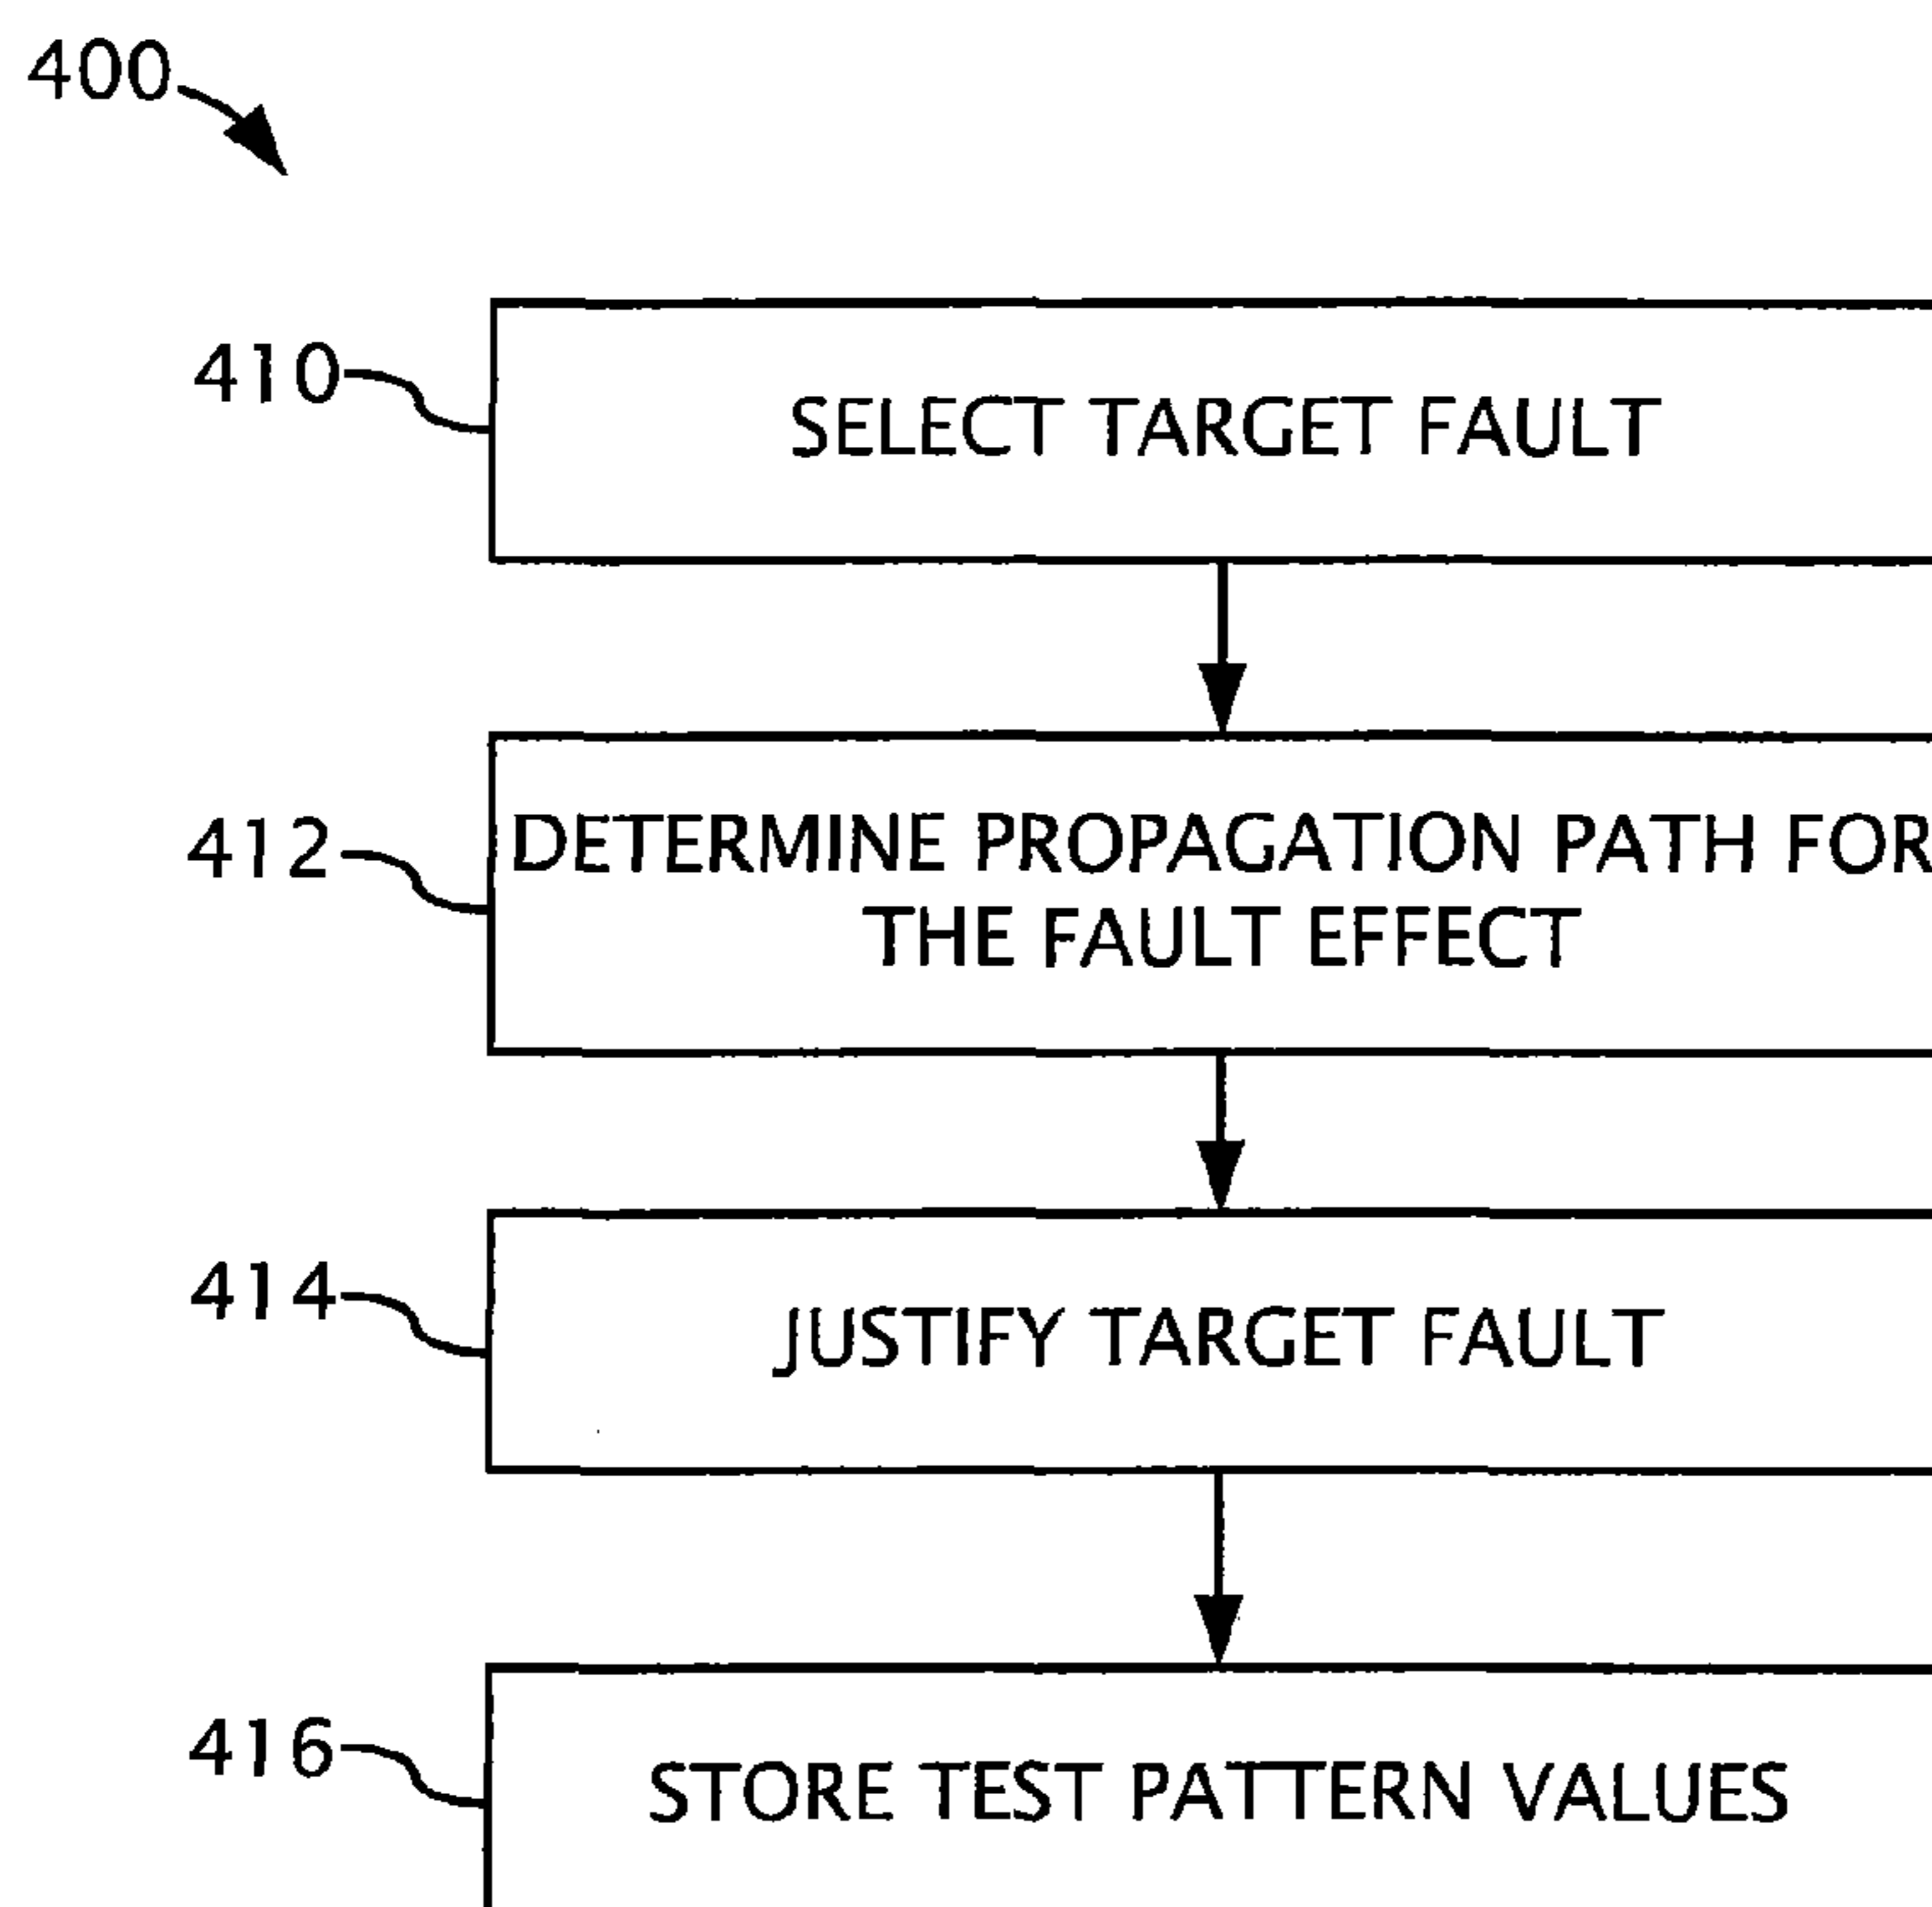 400
410
SELECT TARGET FAULT
412
DETERMINE PROPAGATION PATH FOR
THE FAULT EFFECT
414
JUSTIFY TARGET FAULT
416
STORE TEST PATTERN VALUES